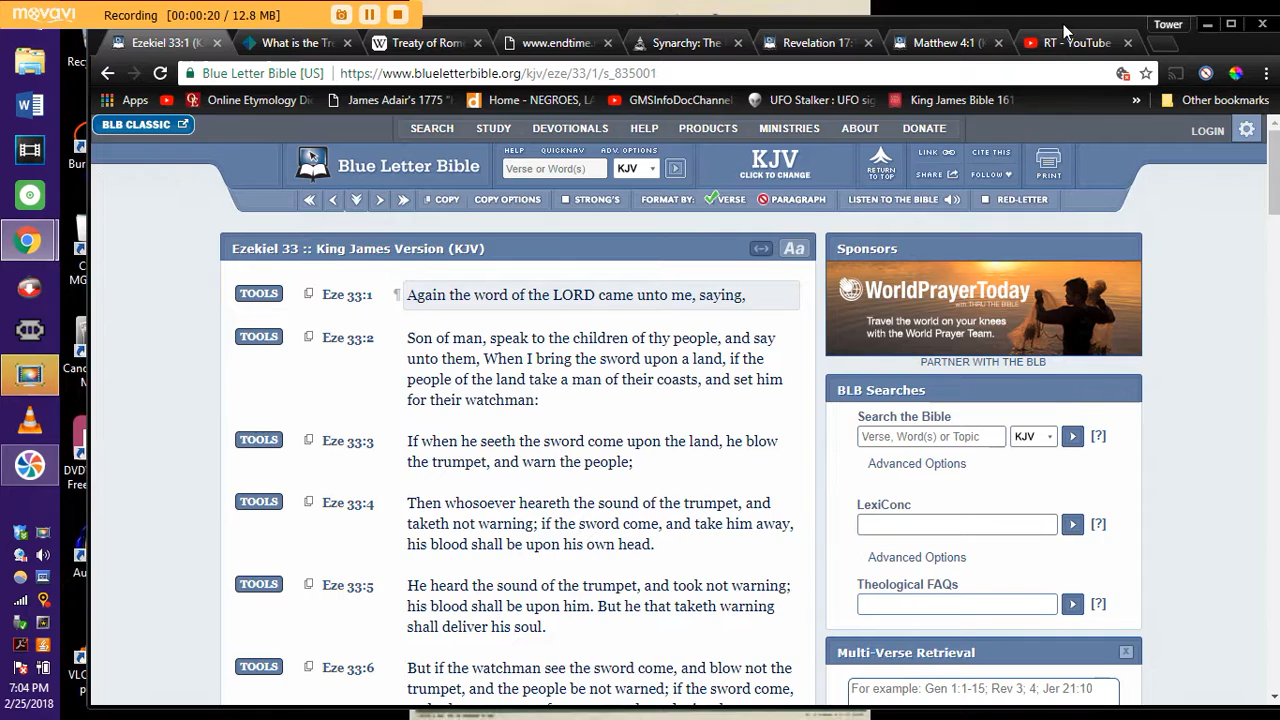 movavi
Recording [00:00:20 / 12.8 MB]
Tower
Ezekiel 33:1 (
What is the Tre
Treaty of Rom
www.endtime.
Synarchy: The
Revelation 17:
Matthew 4:1 (
RT - YouTube
Blue Letter Bible [US]
https://www.blueletterbible.org/kjv/eze/33/1/s_835001
Apps
Online Etymology Di
James Adair's 1775 "
Home - NEGROES, LA
GMSInfoDocChanne
UFO Stalker : UFO sig
King James Bible 161
»
Other bookmarks
BLB CLASSIC
SEARCH STUDY DEVOTIONALS HELP PRODUCTS MINISTRIES ABOUT DONATE
LOGIN
Blue Letter Bible
HELP QUICKNAV ADV. OPTIONS
Verse or Word(s) KJV
KJV
CLICK TO CHANGE
RETURN
TO TOP
LINK
CITE THIS
SHARE
FOLLOW
PRINT
COPY COPY OPTIONS STRONG'S FORMAT BY: VERSE PARAGRAPH LISTEN TO THE BIBLE RED-LETTER
Ezekiel 33 :: King James Version (KJV)
Aa
TOOLS Eze 33:1 ¶ Again the word of the LORD came unto me, saying,
TOOLS Eze 33:2 Son of man, speak to the children of thy people, and say
unto them, When I bring the sword upon a land, if the
people of the land take a man of their coasts, and set him
for their watchman:
TOOLS Eze 33:3 If when he seeth the sword come upon the land, he blow
the trumpet, and warn the people;
TOOLS Eze 33:4 Then whosoever heareth the sound of the trumpet, and
taketh not warning; if the sword come, and take him away,
his blood shall be upon his own head.
TOOLS Eze 33:5 He heard the sound of the trumpet, and took not warning;
his blood shall be upon him. But he that taketh warning
shall deliver his soul.
TOOLS Eze 33:6 But if the watchman see the sword come, and blow not the
trumpet, and the people be not warned; if the sword come,
Sponsors
WorldPrayerToday
with THRU the BIBLE
Travel the world on your knees
with the World Prayer Team.
PARTNER WITH THE BLB
BLB Searches
Search the Bible
Verse, Word(s) or Topic KJV [?]
Advanced Options
LexiConc
[?]
Advanced Options
Theological FAQs
[?]
Multi-Verse Retrieval x
For example: Gen 1:1-15; Rev 3; 4; Jer 21:10
7:04 PM
2/25/2018